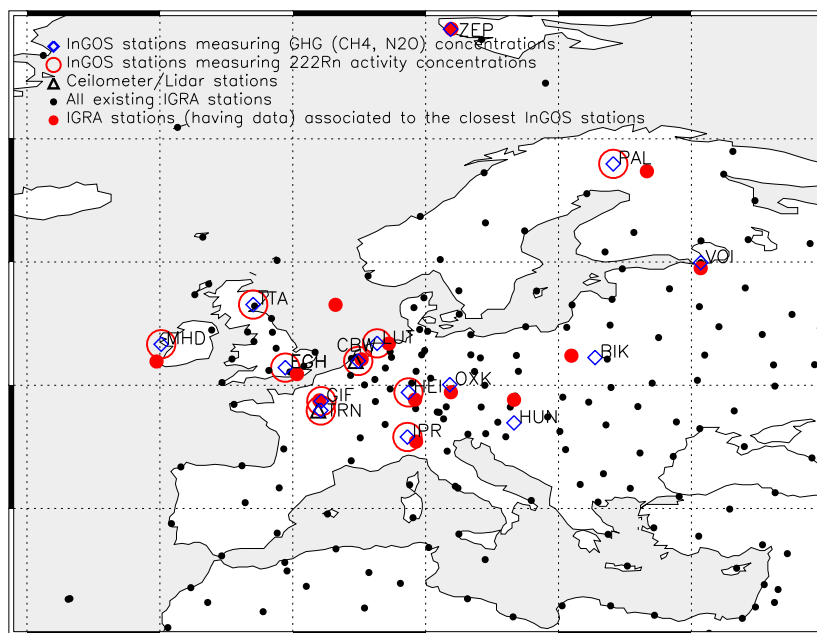 ZEP
InGOS stations measuring GHG (CH4, N2O) concentrations
InGOS stations measuring 222Rn activity concentrations
Ceilometer/Lidar stations
All existing IGRA stations
IGRA stations (having data) associated to the closest InGOS stations
PAL
VOI
TTA
MHD
LUT
CBW
BIK
EGH
HEI
OXK
GIF
TRN
HUN
IPR